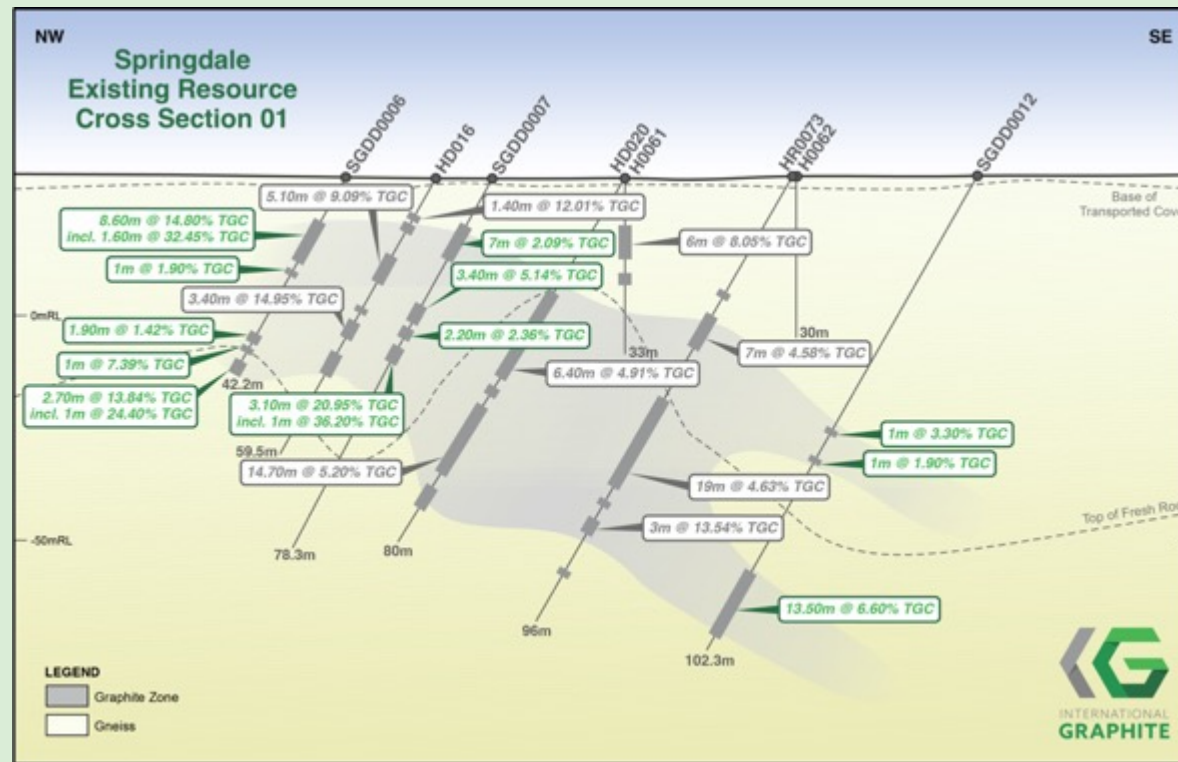 NW
SE
Springdale
Existing Resource
Cross Section 01
SGDD0006
HD016
SGDD0007
HD020
H0061
HR0073
H0062
SGDD0012
Base of
Transported Cove
5.10m @ 9.09% TGC
1.40m @ 12.01% TGC
8.60m @ 14.80% TGC
incl. 1.60m @ 32.45% TGC
7m @ 2.09% TGC
6m @ 8.05% TGC
1m @ 1.90% TGC
3.40m @ 5.14% TGC
3.40m @ 14.95% TGC
0mRL
1.90m @ 1.42% TGC
2.20m @ 2.36% TGC
30m
33m
7m @ 4.58% TGC
1m @ 7.39% TGC
6.40m @ 4.91% TGC
42.2m
2.70m @ 13.84% TGC
incl. 1m @ 24.40% TGC
3.10m @ 20.95% TGC
incl. 1m @ 36.20% TGC
1m @ 3.30% TGC
59.5m
1m @ 1.90% TGC
14.70m @ 5.20% TGC
19m @ 4.63% TGC
Top of Fresh Roc
3m @ 13.54% TGC
-50mRL
78.3m
80m
13.50m @ 6.60% TGC
96m
102.3m
LEGEND
Graphite Zone
Gneiss
INTERNATIONAL
GRAPHITE